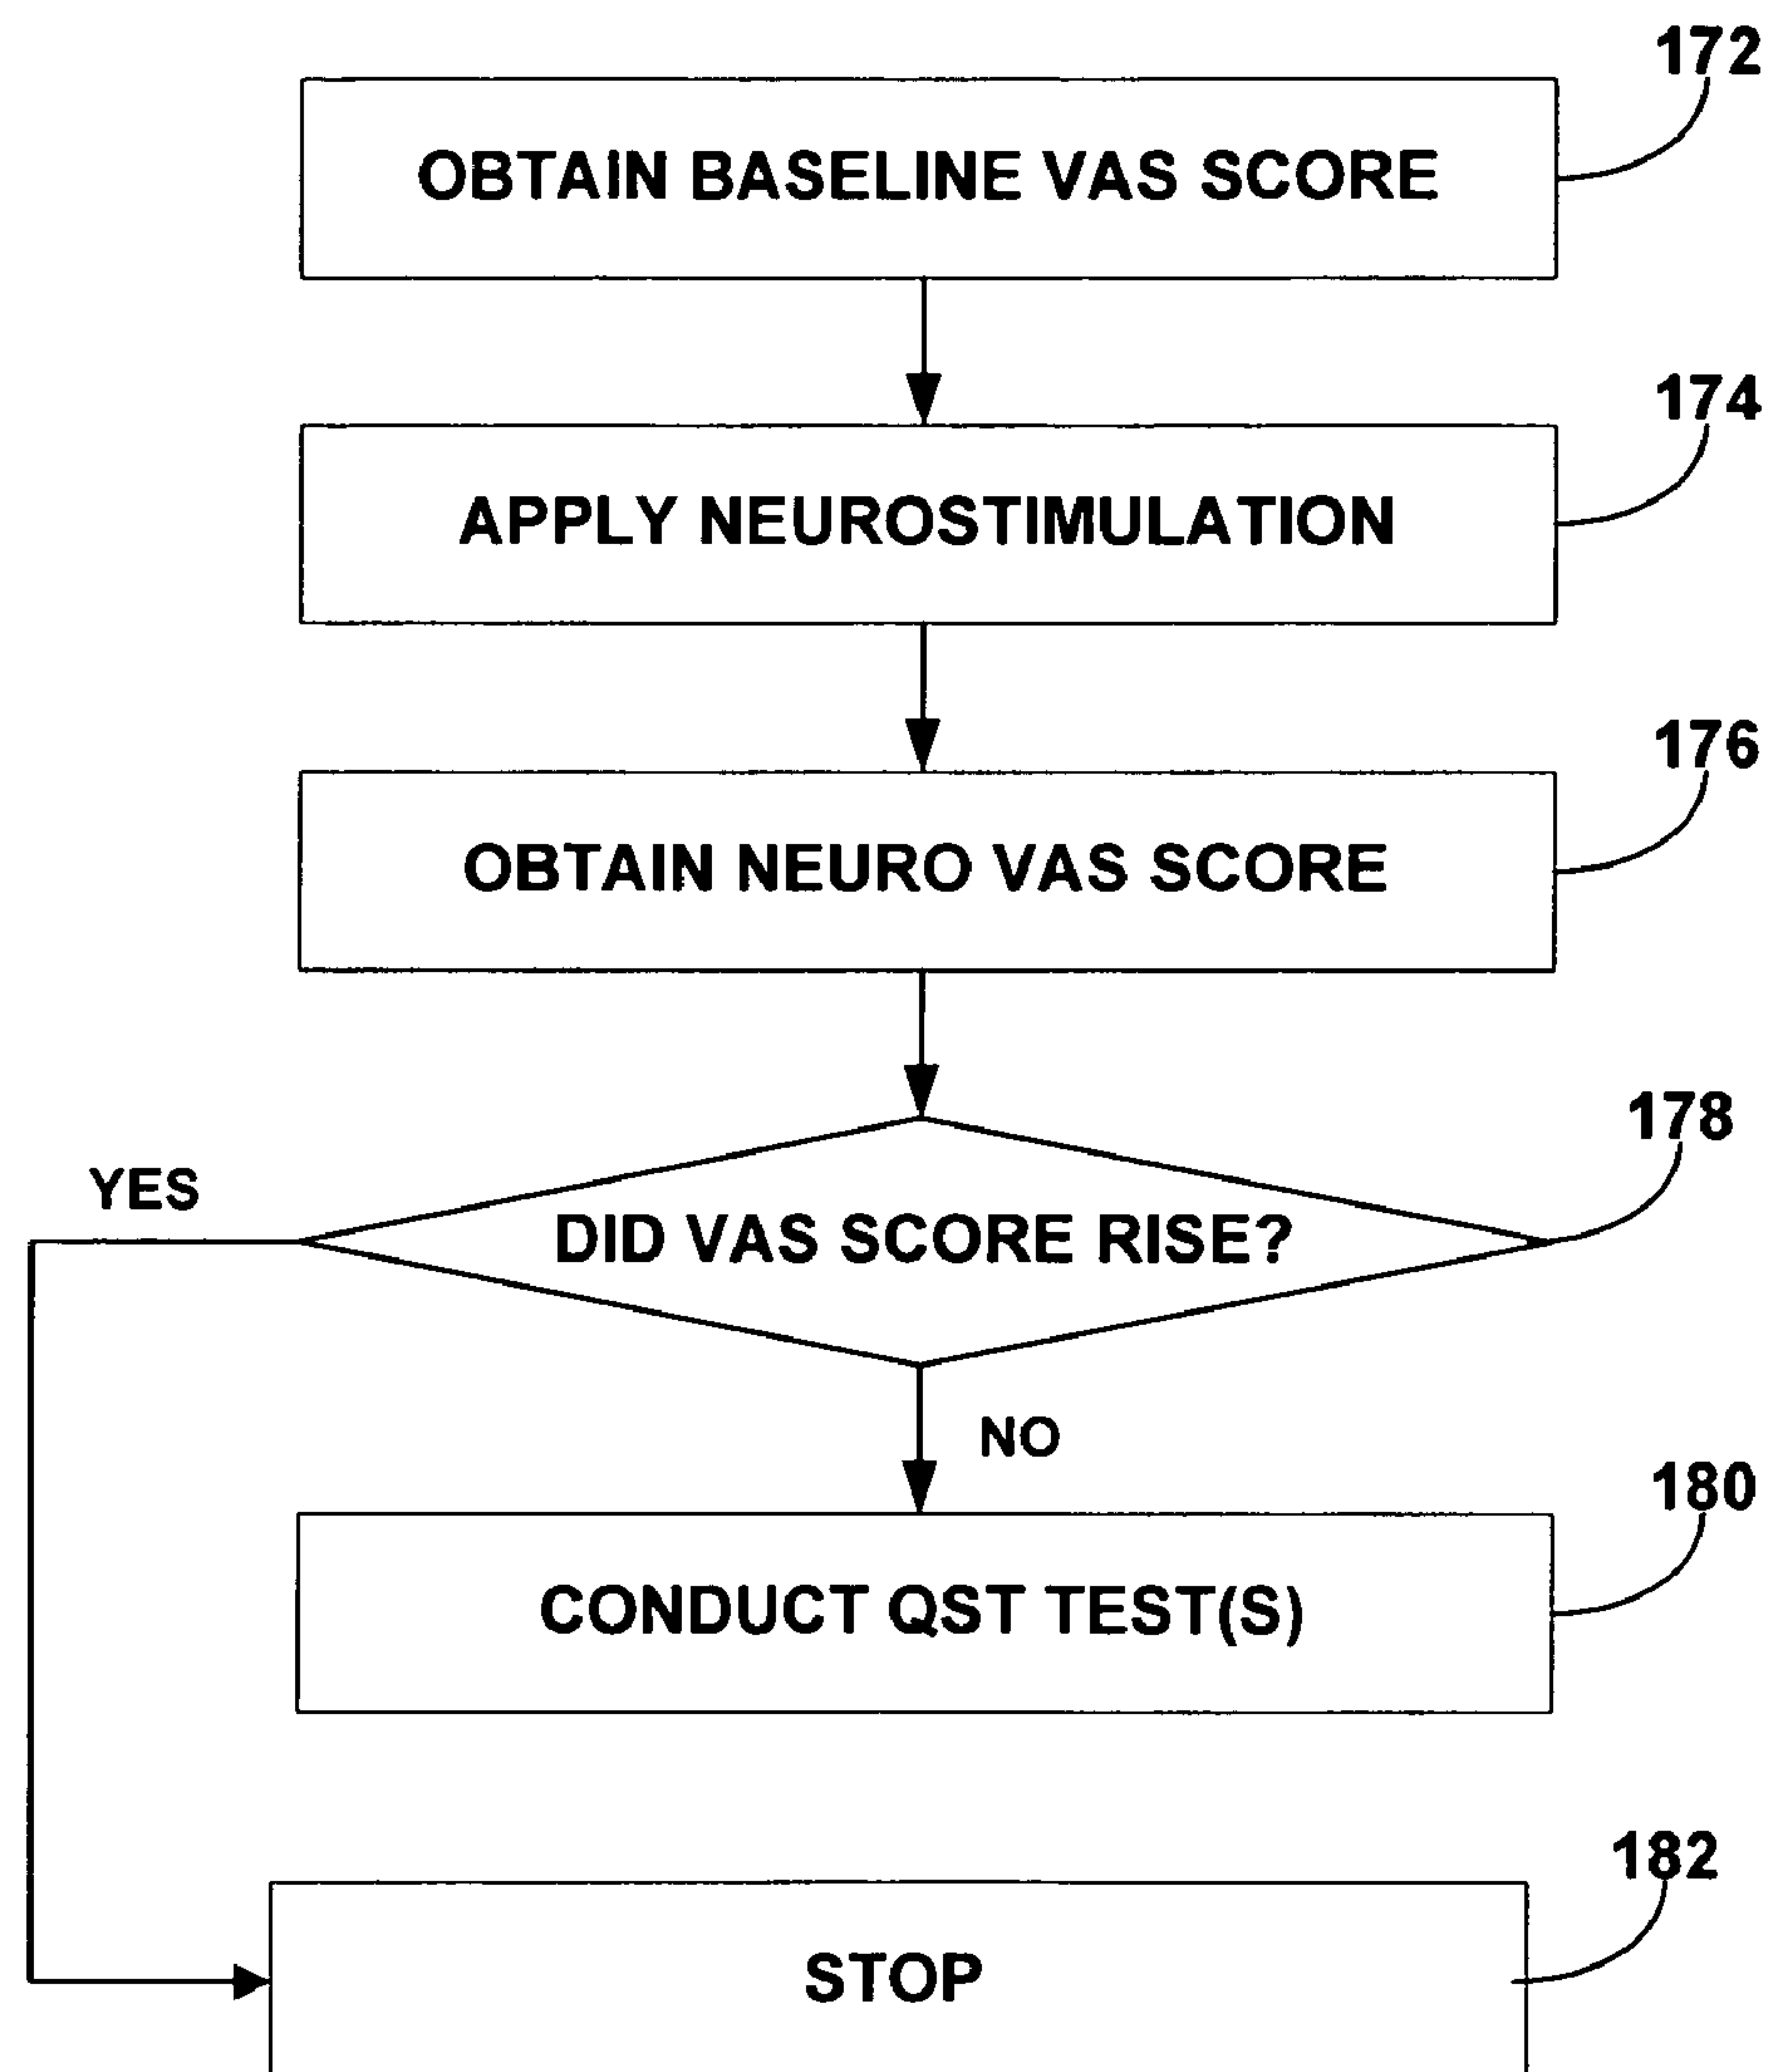 172
OBTAIN BASELINE VAS SCORE
174
APPLY NEUROSTIMULATION
176
OBTAIN NEURO VAS SCORE
178
YES
DID VAS SCORE RISE?
NO
180
CONDUCT QST TEST(S)
182
STOP